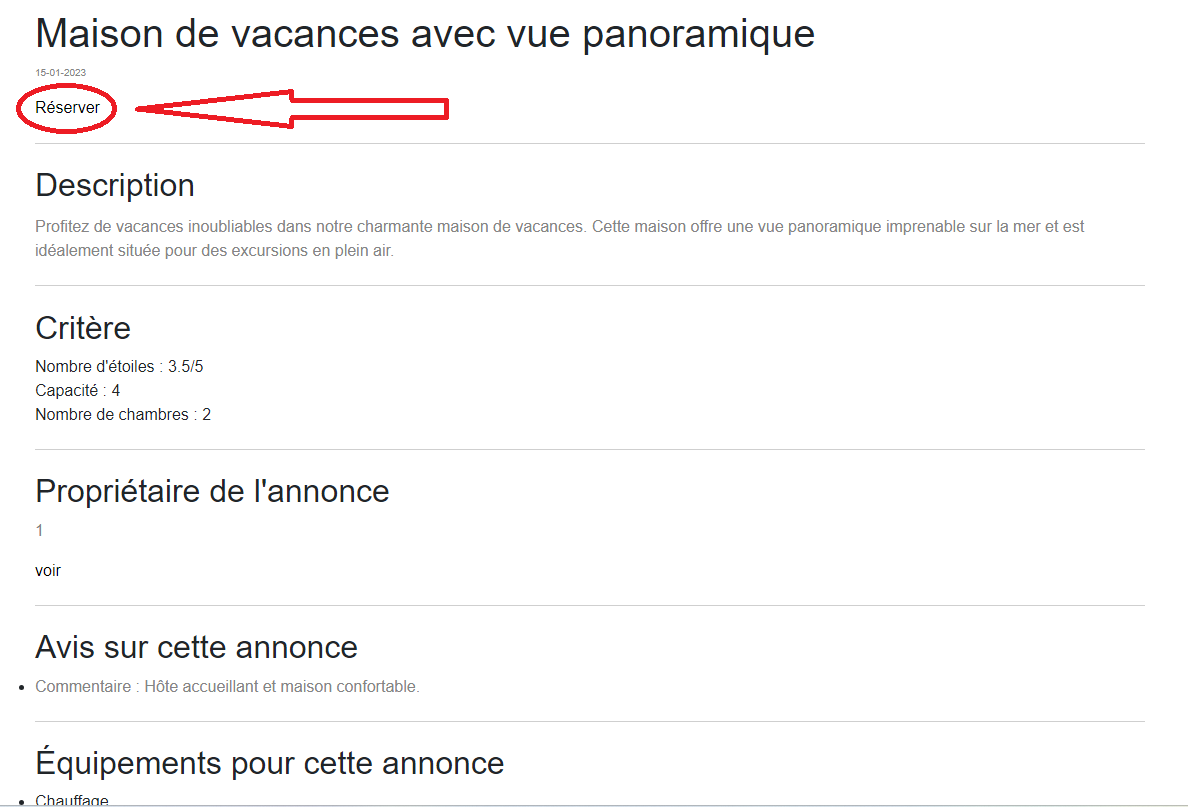 Maison de vacances avec vue panoramique
15-01-2023
Réserver
Description
Profitez de vacances inoubliables dans notre charmante maison de vacances. Cette maison offre une vue panoramique imprenable sur la mer et est
idéalement située pour des excursions en plein air.
Critère
Nombre d'étoiles : 3.5/5
Capacité : 4
Nombre de chambres : 2
Propriétaire de l'annonce
1
voir
Avis sur cette annonce
Commentaire : Hôte accueillant et maison confortable.
Équipements pour cette annonce
Chauffage